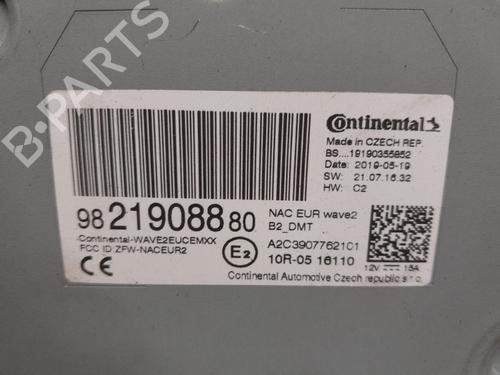 B-PARTS
Continental
Made in CZECH REP.
BS....19190355852
Date: 2019-05-19
SW: 21.07.16.32
HW: C2
98 219088 80
NAC EUR wave2
B2_DMT
Continental-WAVE2EUCEMXX
FCC ID:ZFW-NACEUR2
A2C3907762101
10R-05 16110
CE
E2
12V 15A
Continental Automotive Czech republic s.r.o.